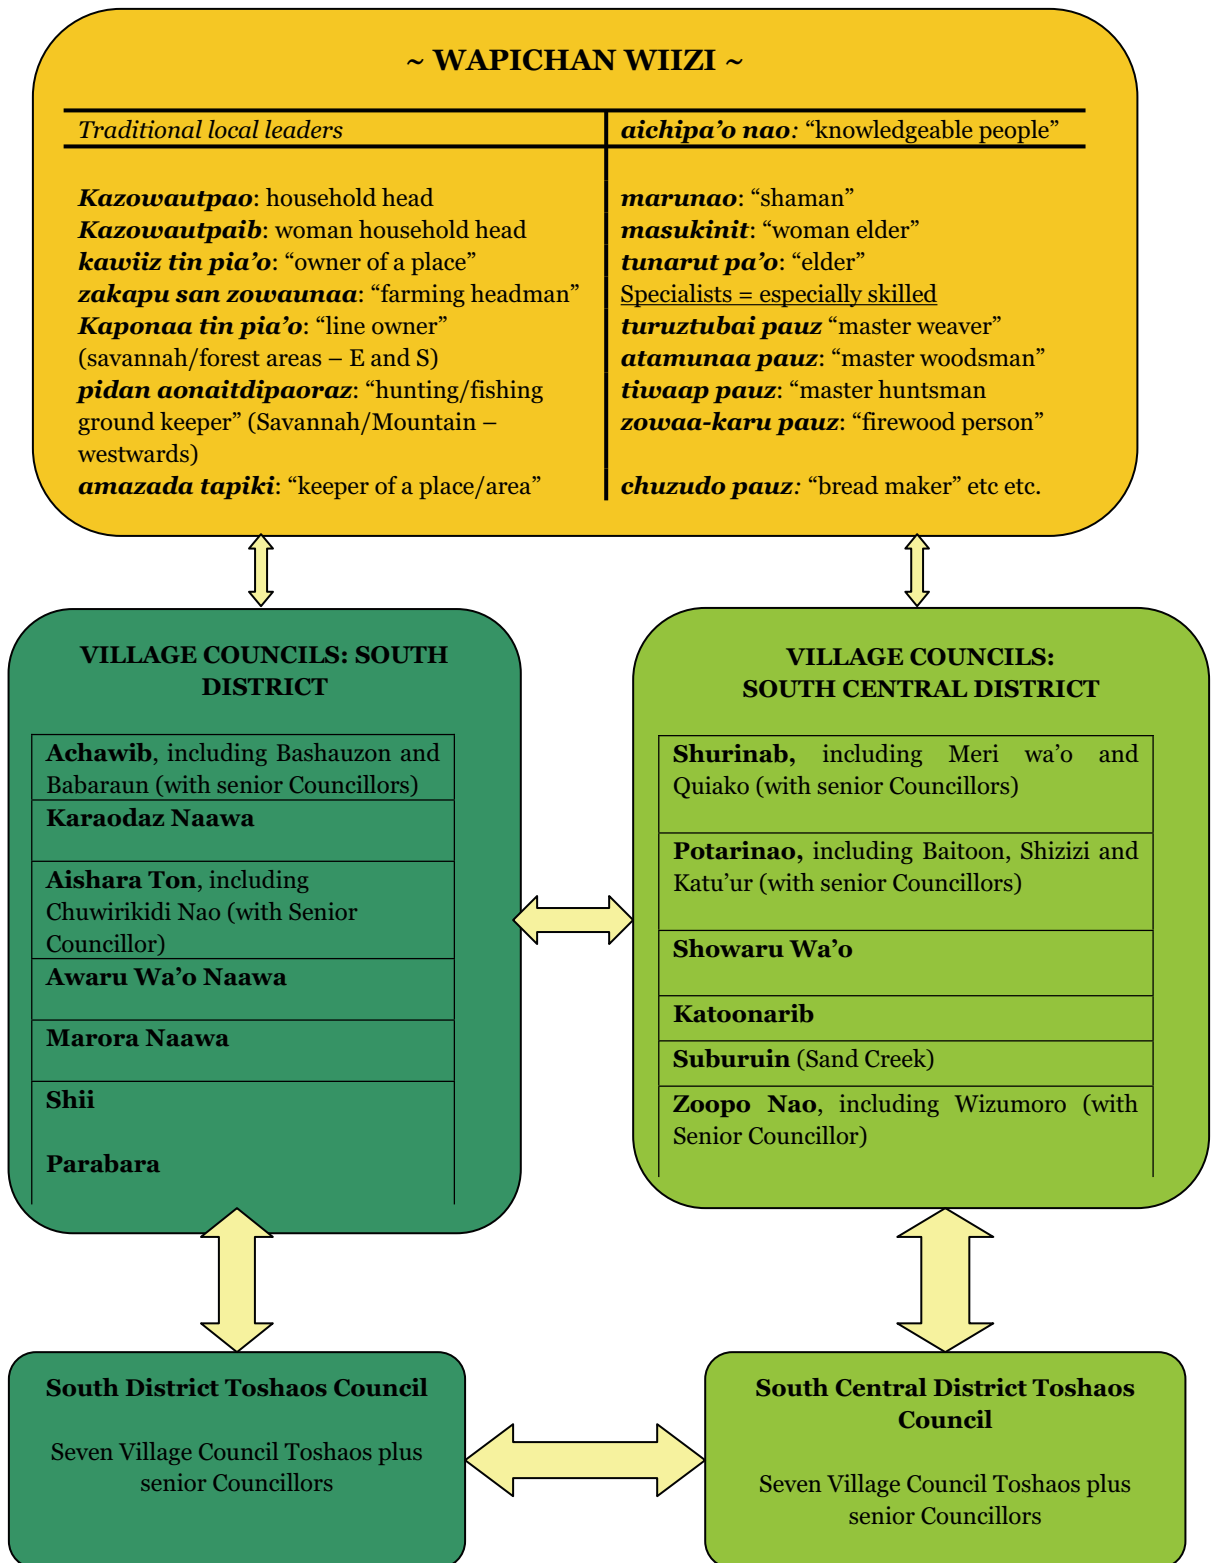 ~ WAPICHAN WIIZI ~
Traditional local leaders
Kazowautpao: household head
Kazowautpaib: woman household head
kawiiz tin pia’o: “owner of a place”
zakapu san zowaunaa: “farming headman”
Kaponaa tin pia’o: “line owner”
(savannah/forest areas – E and S)
pidan aonaitdipaoraz: “hunting/fishing
ground keeper” (Savannah/Mountain –
westwards)
amazada tapiki: “keeper of a place/area”
aichipa’o nao: “knowledgeable people”
marunao: “shaman”
masukinit: “woman elder”
tunarut pa’o: “elder”
Specialists = especially skilled
turuztubai pauz “master weaver”
atamunaa pauz: “master woodsman”
tiwaap pauz: “master huntsman
zowaa-karu pauz: “firewood person”
chuzudo pauz: “bread maker” etc etc.
VILLAGE COUNCILS: SOUTH
DISTRICT
Achawib, including Bashauzon and
Babaraun (with senior Councillors)
Karaodaz Naawa
Aishara Ton, including
Chuwirikidi Nao (with Senior
Councillor)
Awaru Wa’o Naawa
Marora Naawa
Shii
Parabara
VILLAGE COUNCILS:
SOUTH CENTRAL DISTRICT
Shurinab, including Meri wa’o and
Quiako (with senior Councillors)
Potarinao, including Baitoon, Shizizi and
Katu’ur (with senior Councillors)
Showaru Wa’o
Katoonarib
Suburuin (Sand Creek)
Zoopo Nao, including Wizumoro (with
Senior Councillor)
South District Toshaos Council
Seven Village Council Toshaos plus
senior Councillors
South Central District Toshaos
Council
Seven Village Council Toshaos plus
senior Councillors